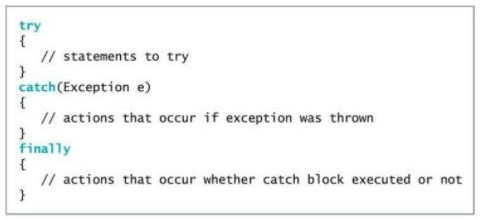 try
{
   // statements to try
}
catch(Exception e)
{
   // actions that occur if exception was thrown
}
finally
{
   // actions that occur whether catch block executed or not
}